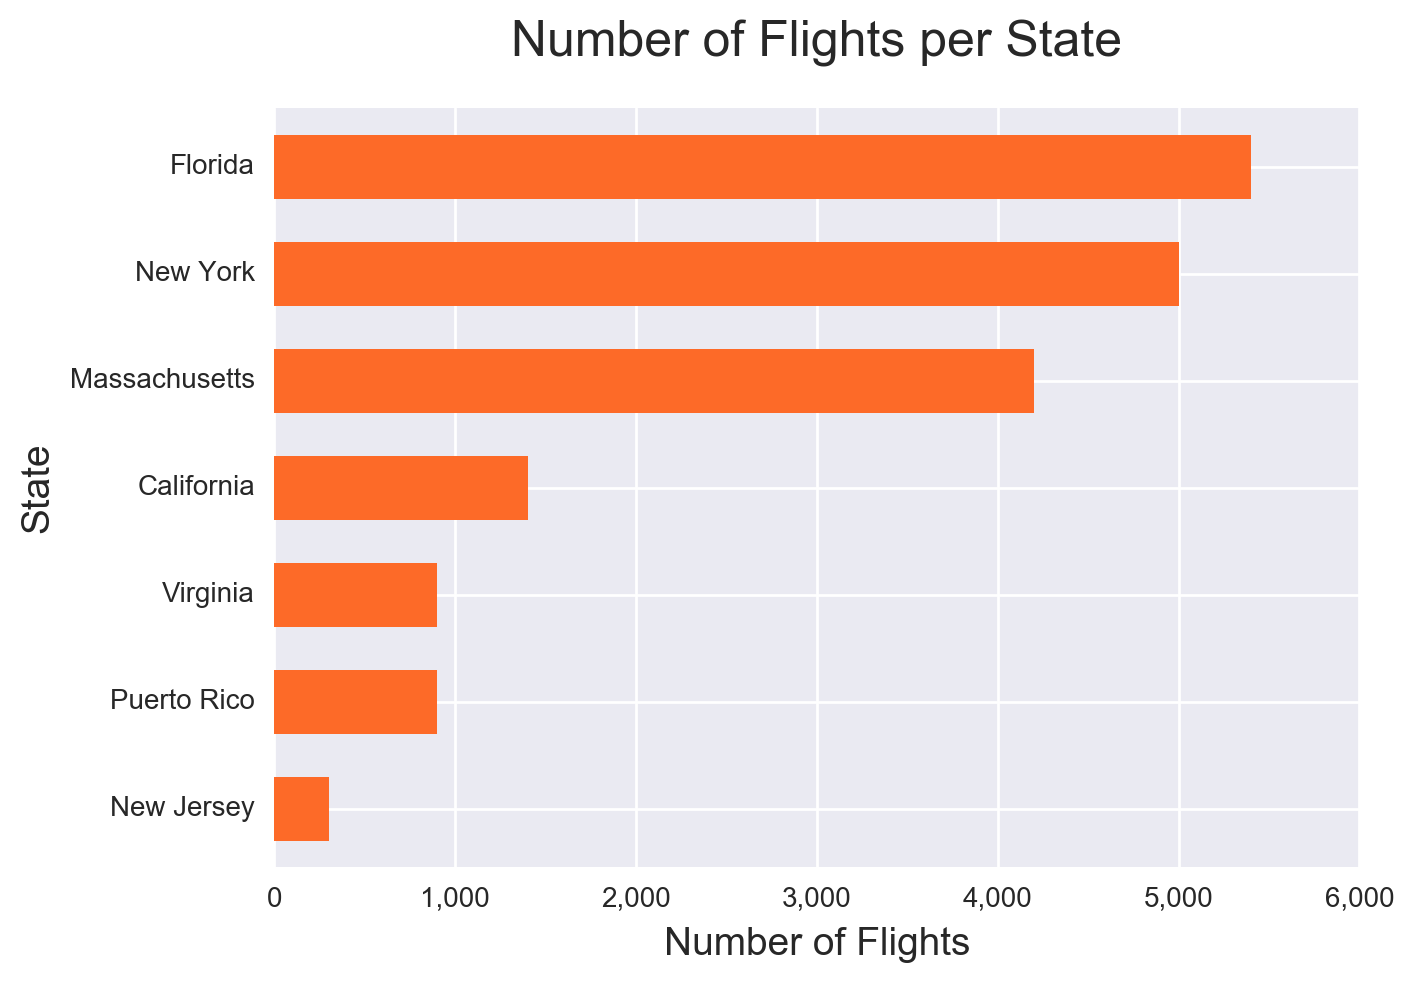 Number of Flights per State
Florida
New York
Massachusetts
California
Virginia
Puerto Rico
New Jersey
State
0 1,000 2,000 3,000 4,000 5,000 6,000
Number of Flights